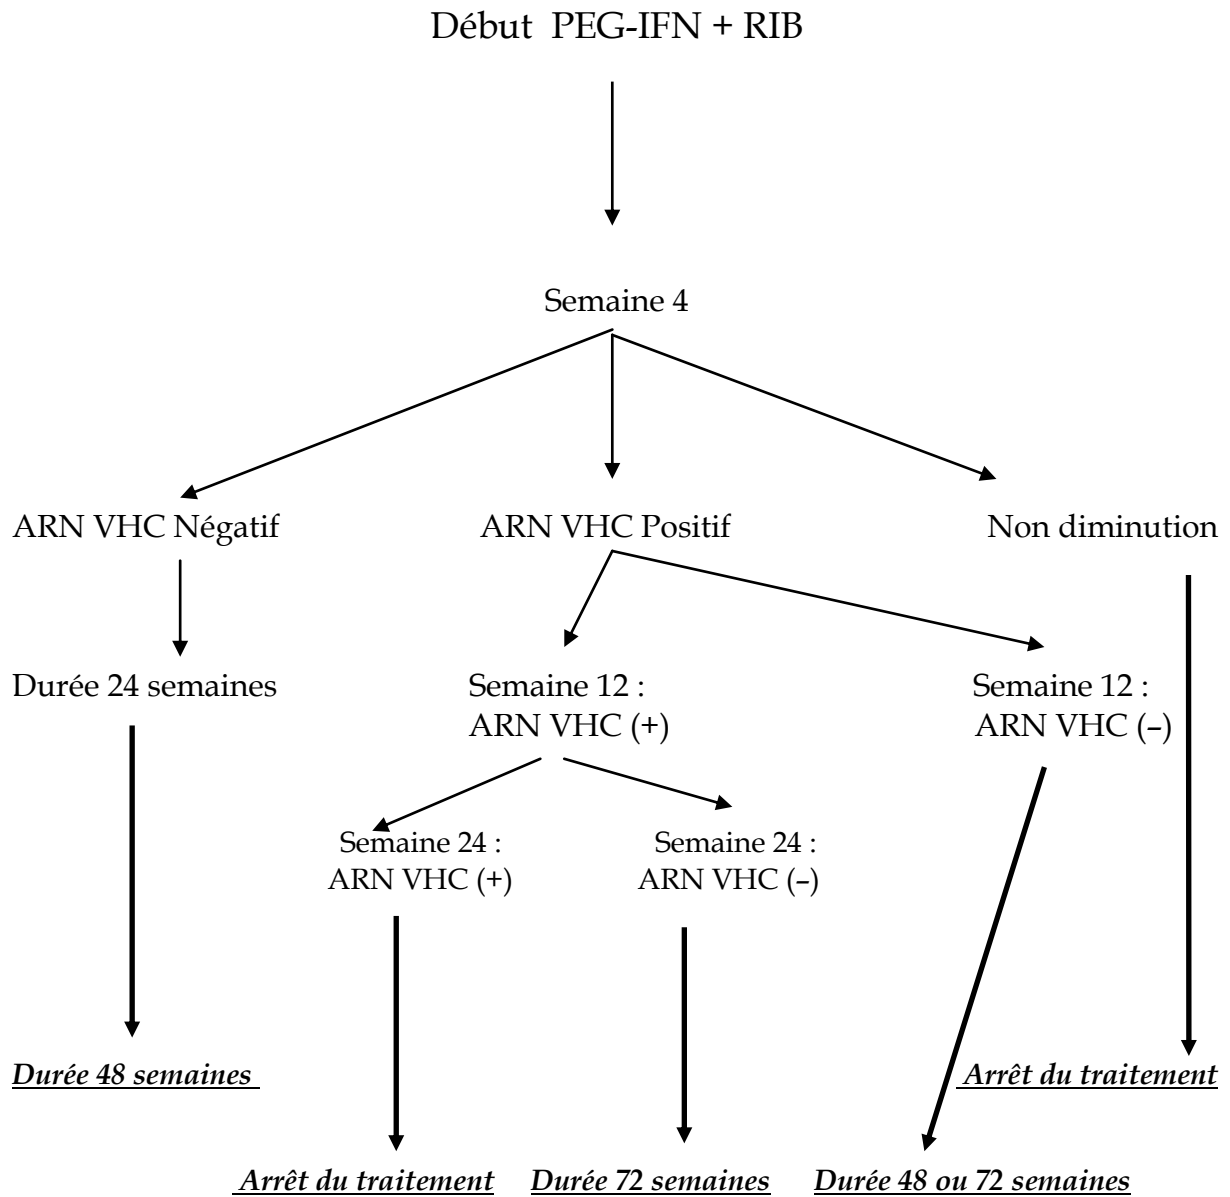 Début PEG-IFN + RIB
Semaine 4
ARN VHC Négatif
ARN VHC Positif
Non diminution
Durée 24 semaines
Semaine 12 :
ARN VHC (+)
Semaine 12 :
ARN VHC (–)
Semaine 24 :
ARN VHC (+)
Semaine 24 :
ARN VHC (–)
Durée 48 semaines
Arrêt du traitement
Arrêt du traitement
Durée 72 semaines
Durée 48 ou 72 semaines